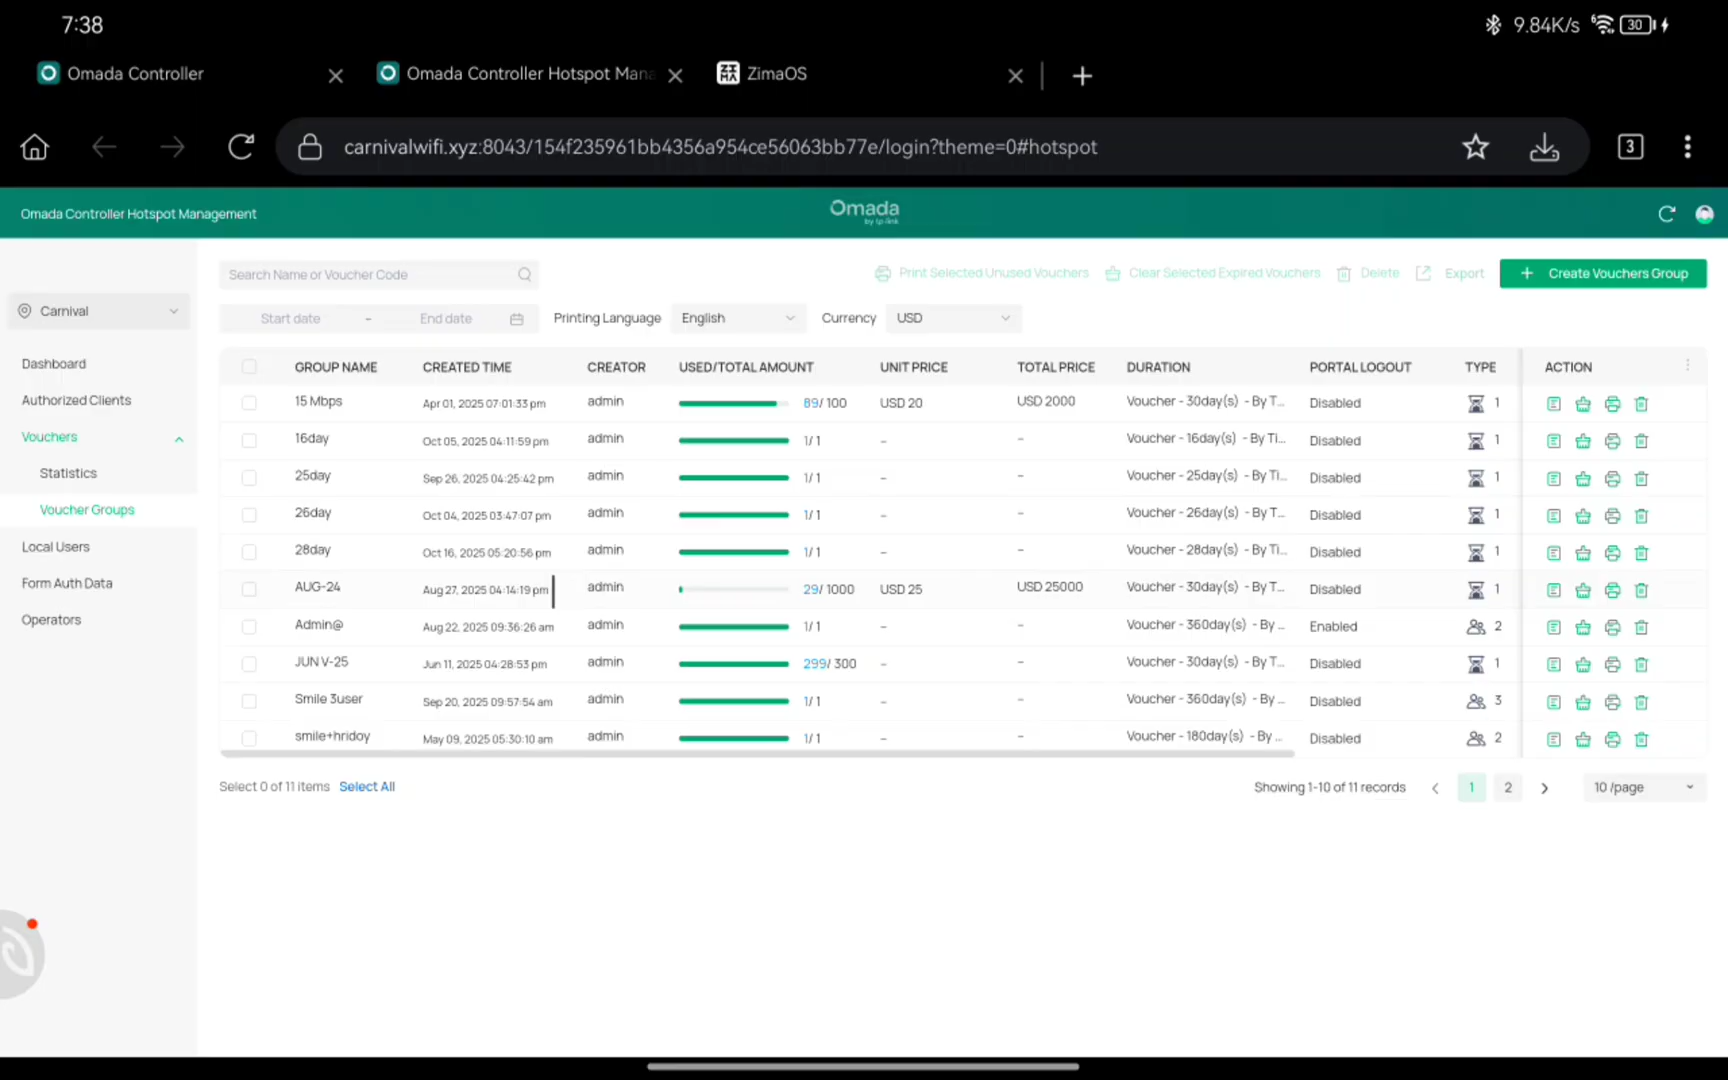 7:38
9.84K/s 6 30
Omada Controller
Omada Controller Hotspot Mana
ZimaOS
carnivalwifi.xyz:8043/154f235961bb4356a954ce56063bb77e/login?theme=0#hotspot
3
Omada Controller Hotspot Management
Omada
by tp-link
Search Name or Voucher Code
Print Selected Unused Vouchers
Clear Selected Expired Vouchers
Delete
Export
+ Create Vouchers Group
Start date - End date
Printing Language English
Currency USD
Carnival
Dashboard
Authorized Clients
Vouchers
Statistics
Voucher Groups
Local Users
Form Auth Data
Operators
GROUP NAME CREATED TIME CREATOR USED/TOTAL AMOUNT UNIT PRICE TOTAL PRICE DURATION PORTAL LOGOUT TYPE ACTION
15 Mbps Apr 01, 2025 07:01:33 pm admin 89/ 100 USD 20 USD 2000 Voucher - 30day(s) - By T... Disabled 1
16day Oct 05, 2025 04:11:59 pm admin 1/ 1 – – Voucher - 16day(s) - By Ti... Disabled 1
25day Sep 26, 2025 04:25:42 pm admin 1/ 1 – – Voucher - 25day(s) - By Ti... Disabled 1
26day Oct 04, 2025 03:47:07 pm admin 1/ 1 – – Voucher - 26day(s) - By T... Disabled 1
28day Oct 16, 2025 05:20:56 pm admin 1/ 1 – – Voucher - 28day(s) - By Ti... Disabled 1
AUG-24 Aug 27, 2025 04:14:19 pm admin 29/ 1000 USD 25 USD 25000 Voucher - 30day(s) - By T... Disabled 1
Admin@ Aug 22, 2025 09:36:26 am admin 1/ 1 – – Voucher - 360day(s) - By ... Enabled 2
JUN V-25 Jun 11, 2025 04:28:53 pm admin 299/ 300 – – Voucher - 30day(s) - By T... Disabled 1
Smile 3user Sep 20, 2025 09:57:54 am admin 1/ 1 – – Voucher - 360day(s) - By ... Disabled 3
smile+hridoy May 09, 2025 05:30:10 am admin 1/ 1 – – Voucher - 180day(s) - By ... Disabled 2
Select 0 of 11 items Select All
Showing 1-10 of 11 records < 1 2 > 10 /page